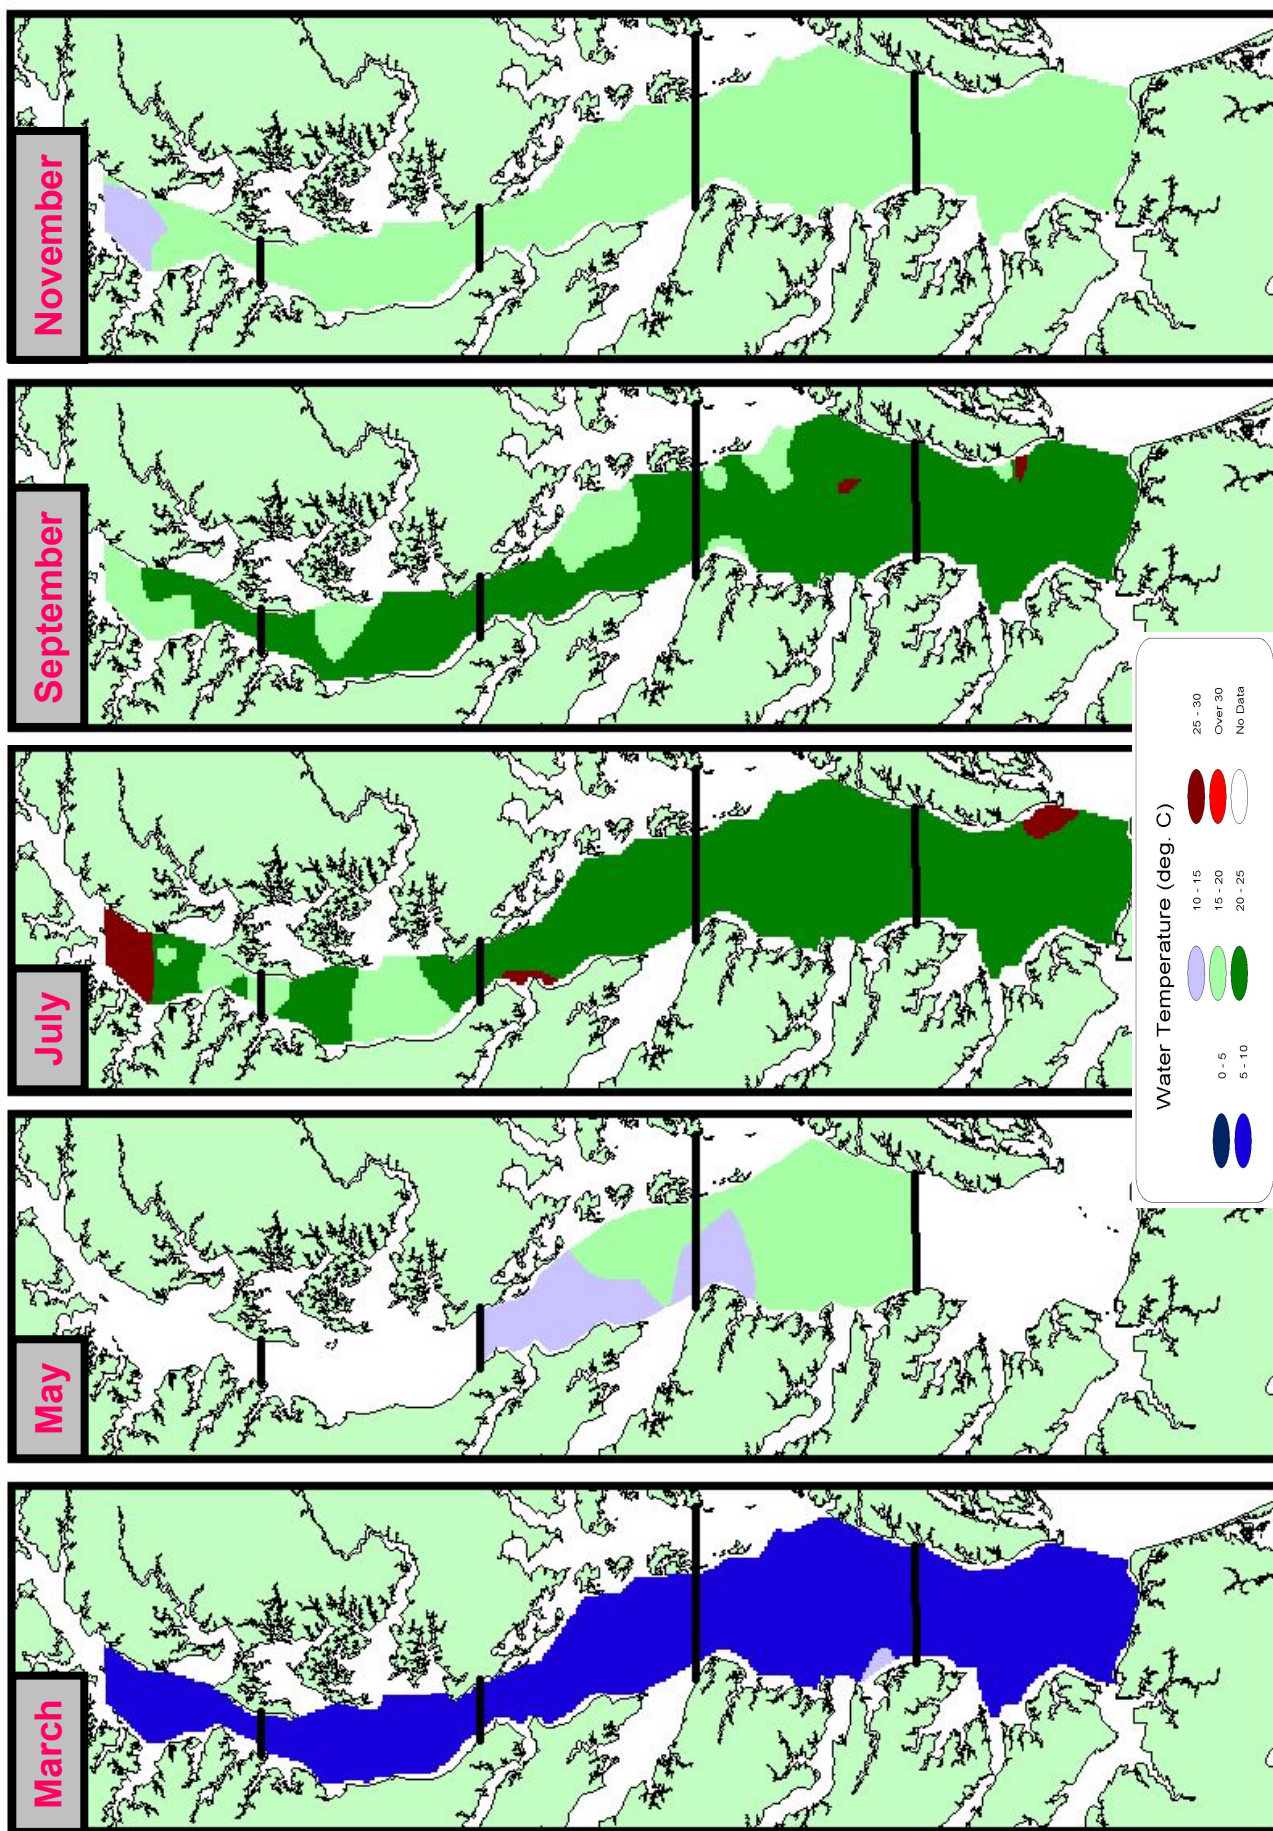 March
May
July
September
November
Water Temperature (deg. C)
0 - 5
5 - 10
10 - 15
15 - 20
20 - 25
25 - 30
Over 30
No Data